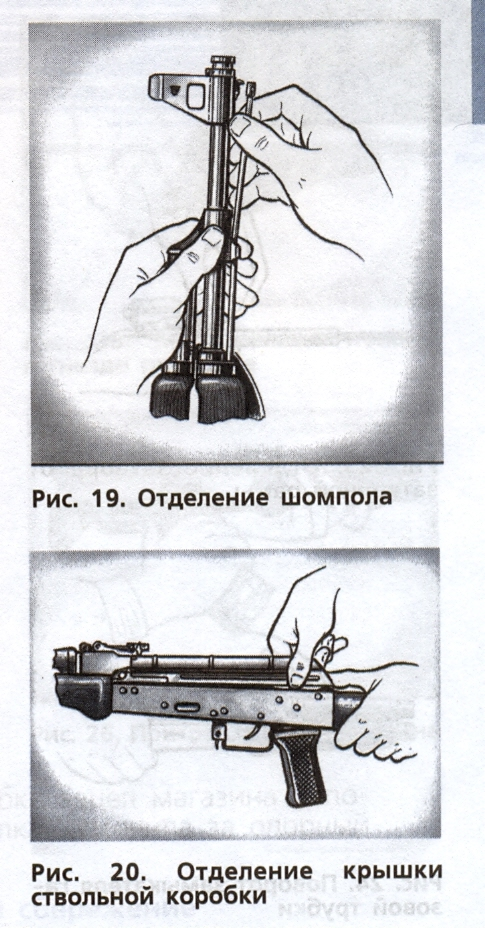 Рис. 19. Отделение шомпола
Рис. 20. Отделение крышки
ствольной коробки